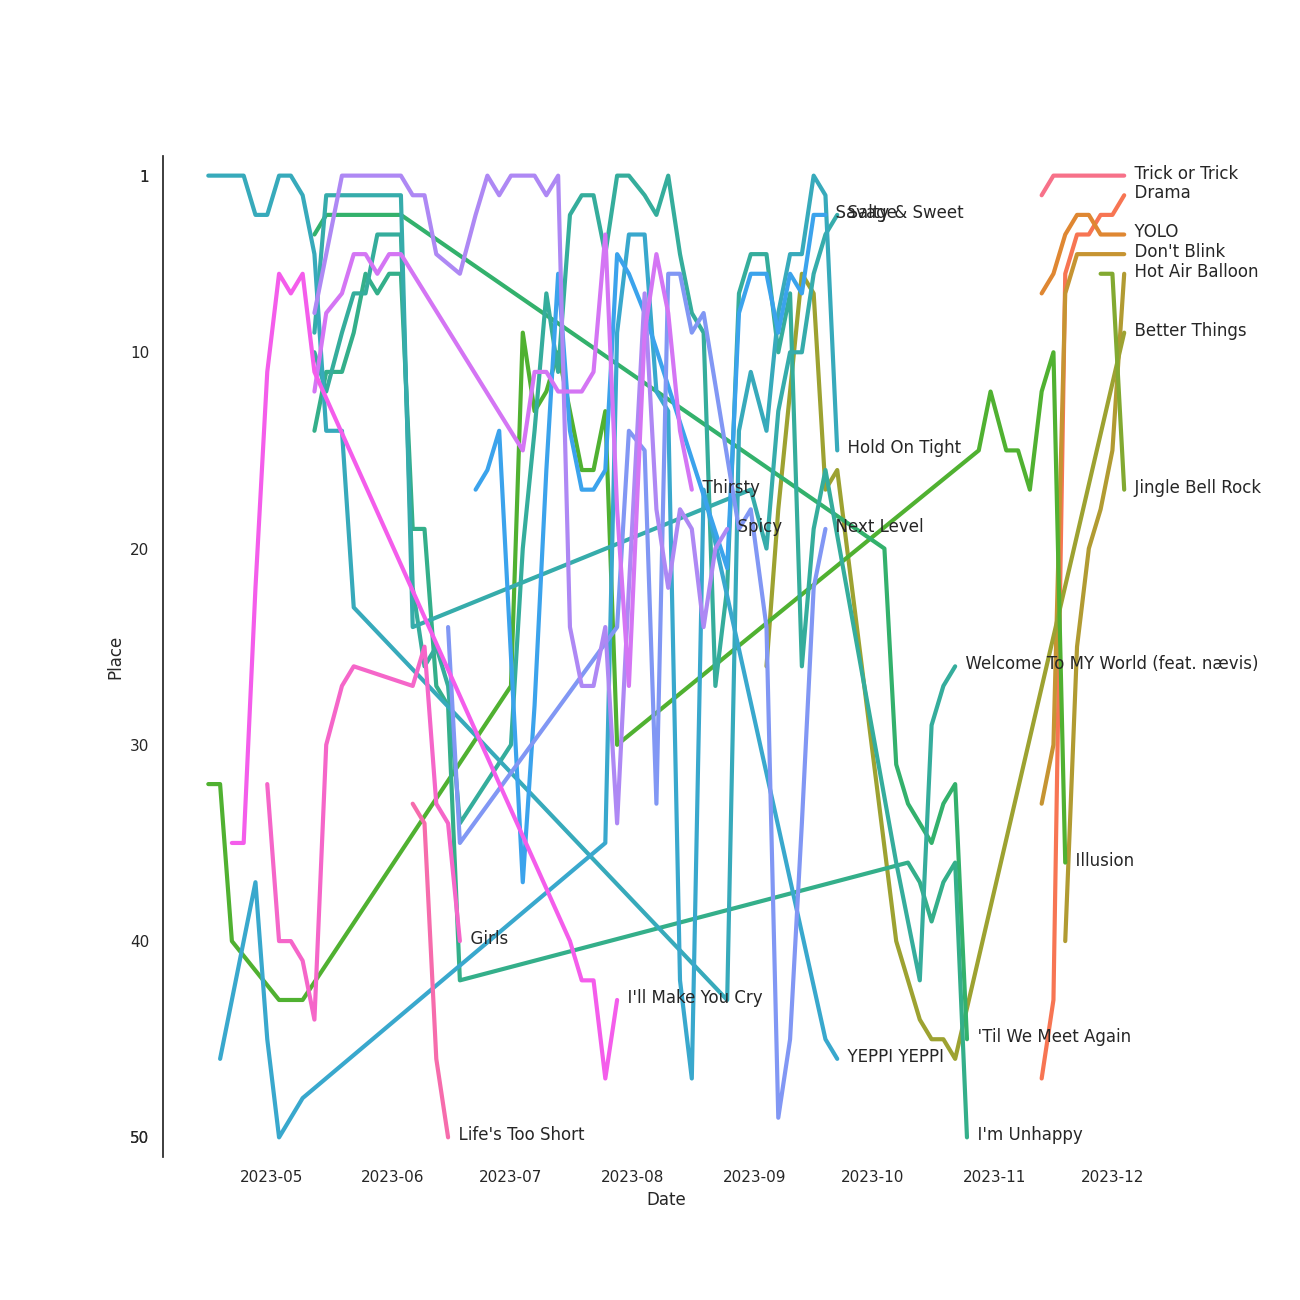 Trick or Trick
1
Drama
Savage
Salty & Sweet
YOLO
Don't Blink
Hot Air Balloon
Better Things
10
Hold On Tight
Thirsty
Jingle Bell Rock
Spicy
Next Level
20
Welcome To MY World (feat. nævis)
Place
30
Illusion
40
Girls
I'll Make You Cry
'Til We Meet Again
YEPPI YEPPI
50
Life's Too Short
I'm Unhappy
2023-05 2023-06 2023-07 2023-08 2023-09 2023-10 2023-11 2023-12
Date